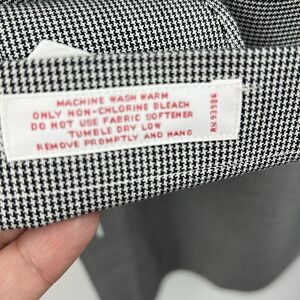 MACHINE WASH WARM
ONLY NON-CHLORINE BLEACH
DO NOT USE FABRIC SOFTENER
TUMBLE DRY LOW
REMOVE PROMPTLY AND HANG
RN93686